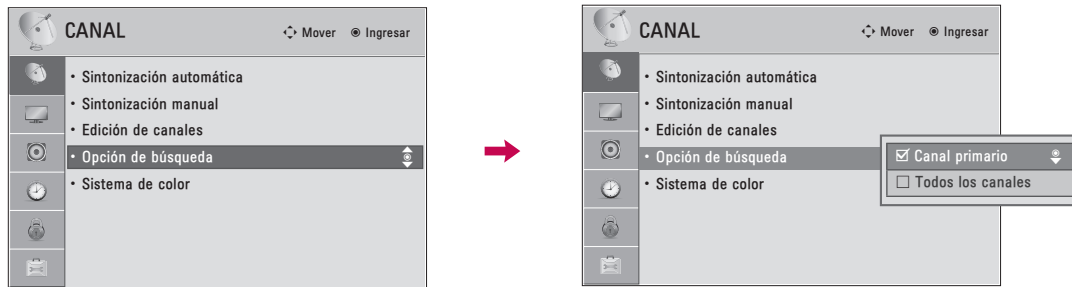 CANAL
Mover Ingresar
• Sintonización automática
• Sintonización manual
• Edición de canales
• Opción de búsqueda
• Sistema de color
CANAL
Mover Ingresar
• Sintonización automática
• Sintonización manual
• Edición de canales
• Opción de búsqueda
• Sistema de color
☑ Canal primario
☐ Todos los canales